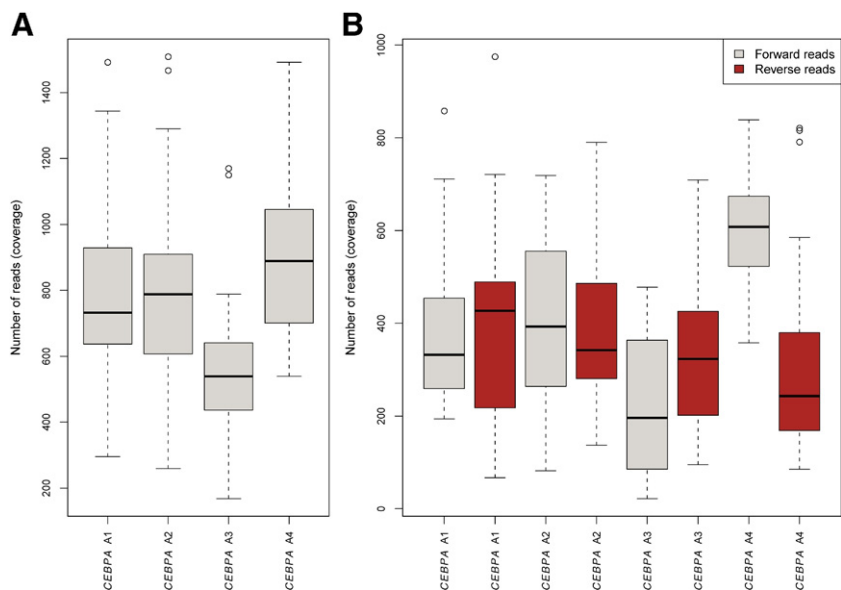 A
B
Number of reads (coverage)
1400
1200
1000
800
600
400
200
CEBPA A1
CEBPA A2
CEBPA A3
CEBPA A4
Number of reads (coverage)
1000
800
600
400
200
0
Forward reads
Reverse reads
CEBPA A1
CEBPA A1
CEBPA A2
CEBPA A2
CEBPA A3
CEBPA A3
CEBPA A4
CEBPA A4